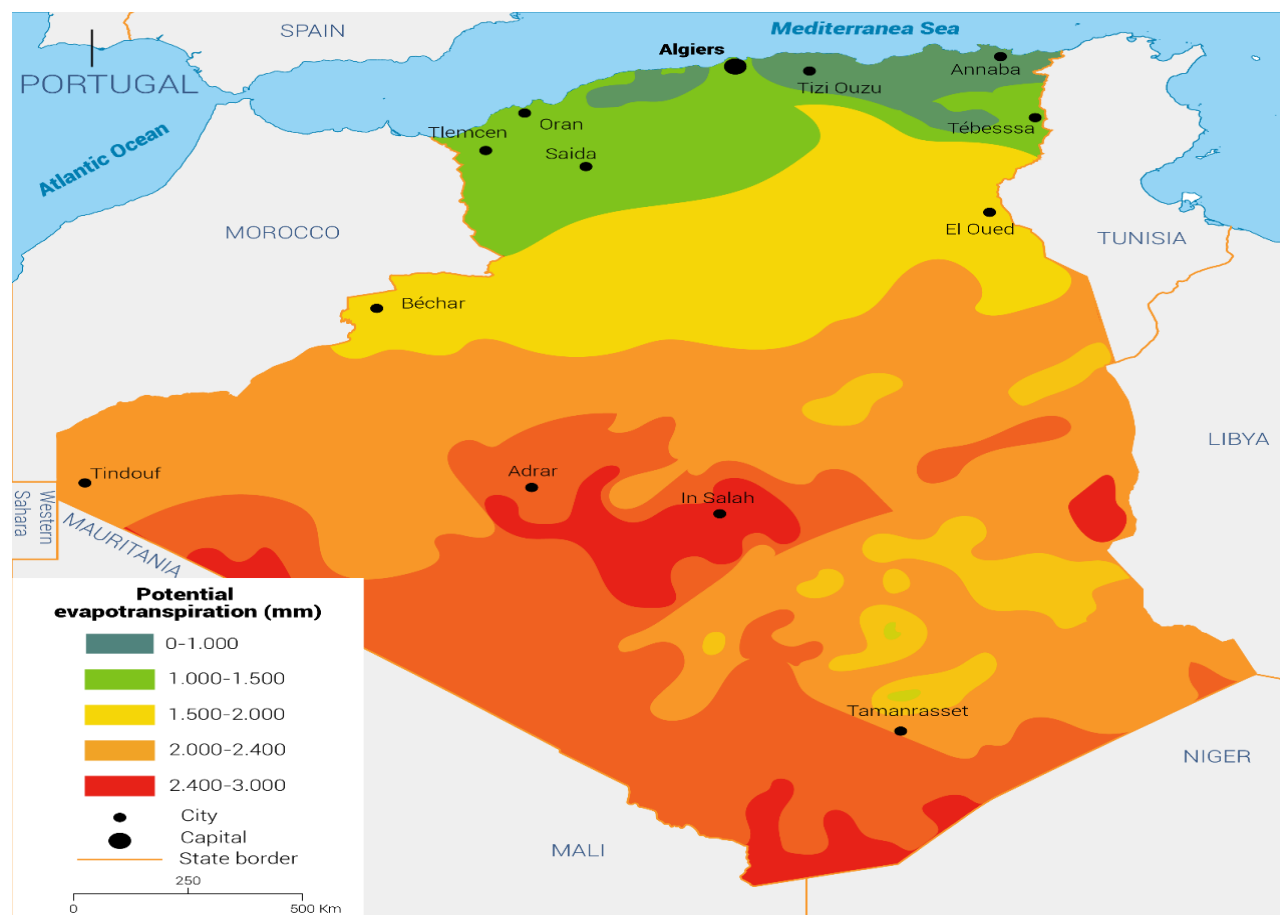 SPAIN
Mediterranea Sea
Algiers
PORTUGAL
Annaba
Tizi Ouzu
Atlantic Ocean
Oran
Tlemcen
Tébesssa
Saida
MOROCCO
El Oued
TUNISIA
Béchar
LIBYA
Tindouf
Adrar
In Salah
Western
Sahara
MAURITANIA
Potential
evapotranspiration (mm)
0-1.000
1.000-1.500
1.500-2.000
2.000-2.400
2.400-3.000
City
Capital
State border
250
0
500 Km
Tamanrasset
NIGER
MALI